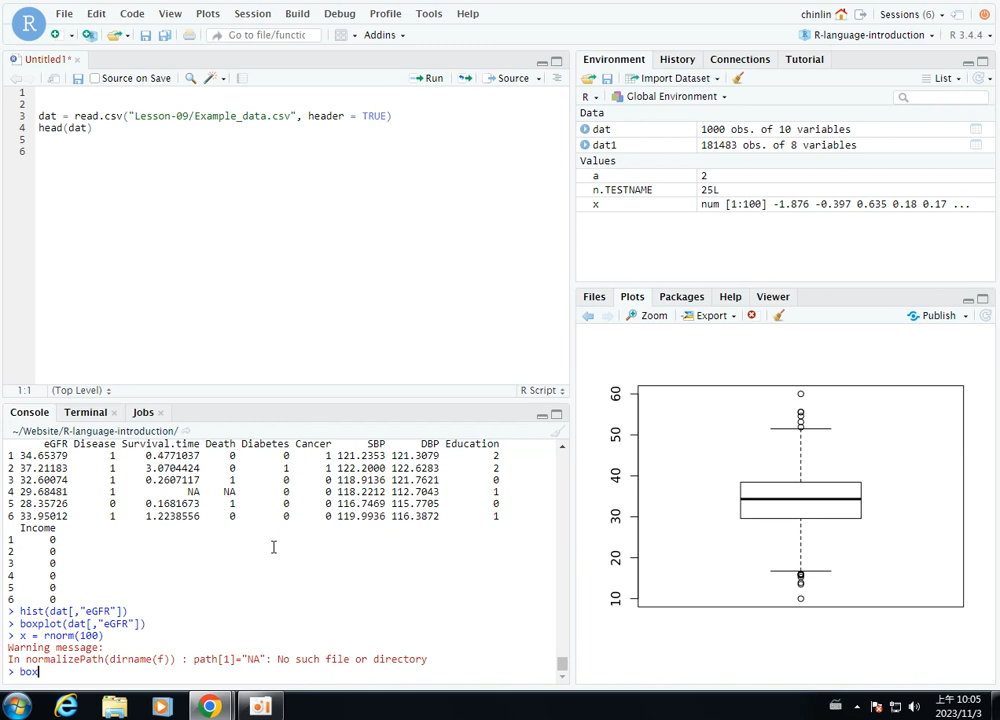 R
File Edit Code View Plots Session Build Debug Profile Tools Help
chinlin Sessions (6)
Go to file/functic Addins
R-language-introduction R 3.4.4
Untitled1*
Source on Save Run Source
1
2
3 dat = read.csv("Lesson-09/Example_data.csv", header = TRUE)
4 head(dat)
5
6
1:1 (Top Level) R Script
Console Terminal Jobs
~/Website/R-language-introduction/
eGFR Disease Survival.time Death Diabetes Cancer SBP DBP Education
1 34.65379 1 0.4771037 0 0 1 121.2353 121.3079 2
2 37.21183 1 3.0704424 0 1 1 122.2000 122.6283 2
3 32.60074 1 0.2607117 1 0 0 118.9136 121.7621 0
4 29.68481 1 NA NA 0 0 118.2212 112.7043 1
5 28.35726 0 0.1681673 1 0 0 116.7469 115.7705 0
6 33.95012 1 1.2238556 0 0 0 119.9936 116.3872 1
Income
1 0
2 0
3 0
4 0
5 0
6 0
> hist(dat[,"eGFR"])
> boxplot(dat[,"eGFR"])
> x = rnorm(100)
Warning message:
In normalizePath(dirname(f)) : path[1]="NA": No such file or directory
> box
Environment History Connections Tutorial
Import Dataset List
R Global Environment
Data
dat 1000 obs. of 10 variables
dat1 181483 obs. of 8 variables
Values
a 2
n.TESTNAME 25L
x num [1:100] -1.876 -0.397 0.635 0.18 0.17 ...
Files Plots Packages Help Viewer
Zoom Export Publish
60
50
40
30
20
10
上午 10:05
2023/11/3